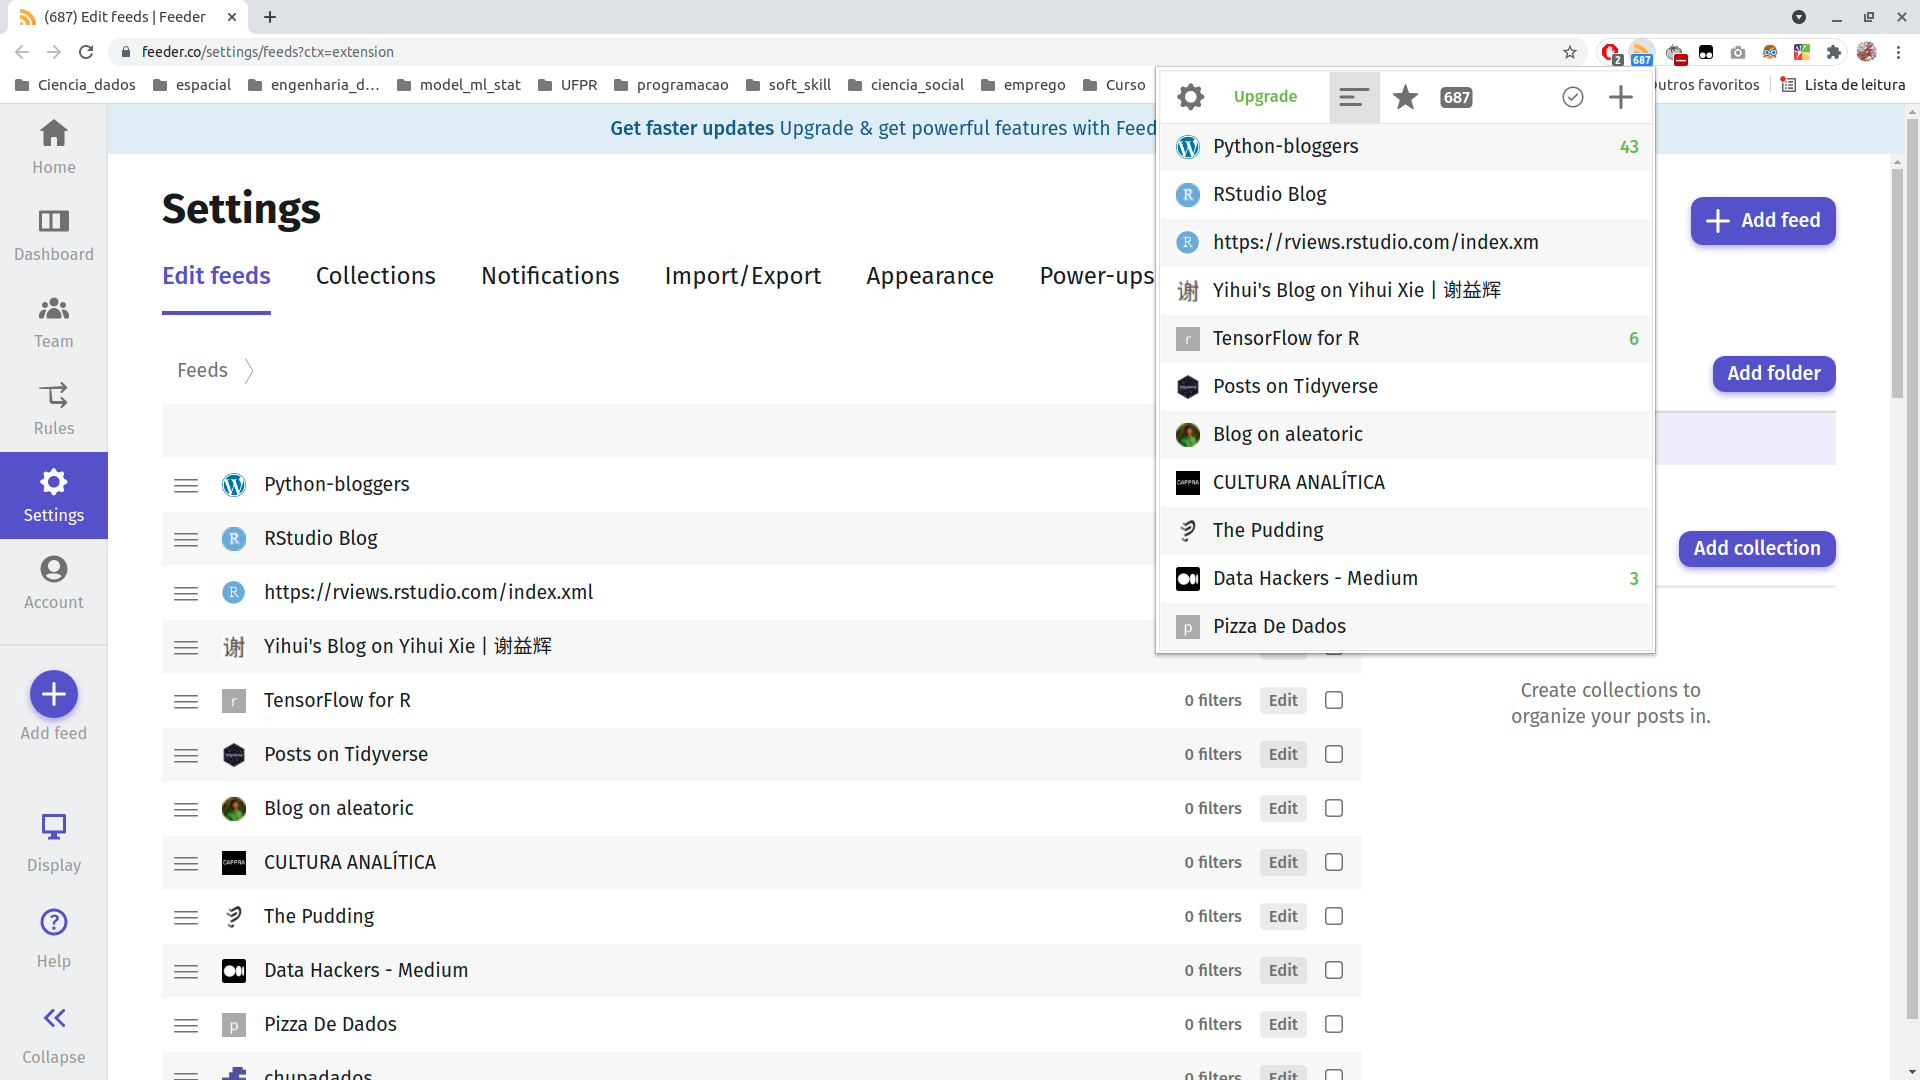 (687) Edit feeds | Feeder
feeder.co/settings/feeds?ctx=extension
2
687
Ciencia_dados
espacial
engenharia_d...
model_ml_stat
UFPR
programacao
soft_skill
ciencia_social
emprego
Curso
utros favoritos
Lista de leitura
Upgrade
687
Python-bloggers
43
RStudio Blog
https://rviews.rstudio.com/index.xm
Yihui's Blog on Yihui Xie | 谢益辉
TensorFlow for R
6
Posts on Tidyverse
Blog on aleatoric
CULTURA ANALÍTICA
The Pudding
Data Hackers - Medium
3
Pizza De Dados
Home
Dashboard
Team
Rules
Settings
Account
Add feed
Display
Help
Collapse
Get faster updates Upgrade & get powerful features with Feed
Settings
Add feed
Edit feeds
Collections
Notifications
Import/Export
Appearance
Power-ups
Feeds
Add folder
Python-bloggers
RStudio Blog
https://rviews.rstudio.com/index.xml
Yihui's Blog on Yihui Xie | 谢益辉
TensorFlow for R
0 filters Edit
Posts on Tidyverse
0 filters Edit
Blog on aleatoric
0 filters Edit
CULTURA ANALÍTICA
0 filters Edit
The Pudding
0 filters Edit
Data Hackers - Medium
0 filters Edit
Pizza De Dados
0 filters Edit
chupadados
0 filters Edit
Add collection
Create collections to
organize your posts in.